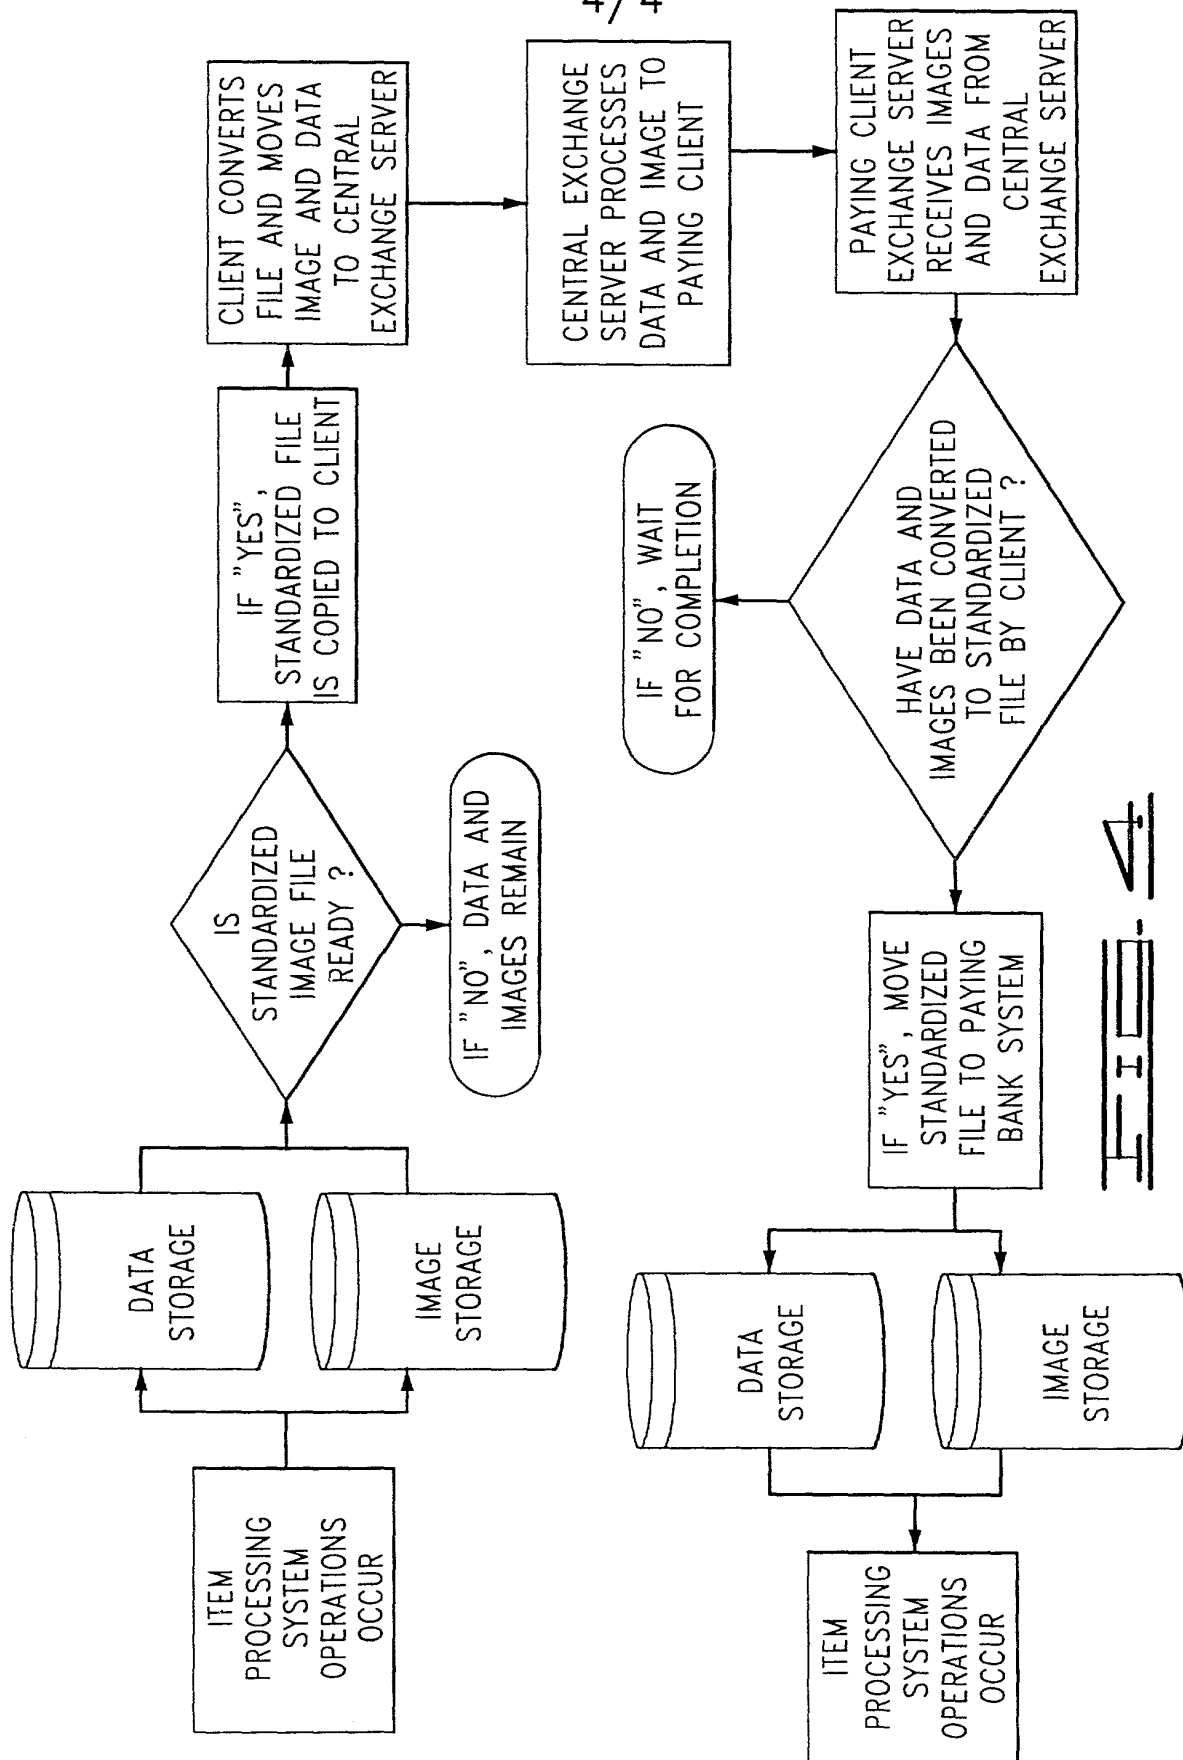 4/4
ITEM
PROCESSING
SYSTEM
OPERATIONS
OCCUR
DATA
STORAGE
IMAGE
STORAGE
IS
STANDARDIZED
IMAGE FILE
READY ?
IF "NO", DATA AND
IMAGES REMAIN
IF "YES",
STANDARDIZED FILE
IS COPIED TO CLIENT
CLIENT CONVERTS
FILE AND MOVES
IMAGE AND DATA
TO CENTRAL
EXCHANGE SERVER
CENTRAL EXCHANGE
SERVER PROCESSES
DATA AND IMAGE TO
PAYING CLIENT
PAYING CLIENT
EXCHANGE SERVER
RECEIVES IMAGES
AND DATA FROM
CENTRAL
EXCHANGE SERVER
HAVE DATA AND
IMAGES BEEN CONVERTED
TO STANDARDIZED
FILE BY CLIENT ?
IF "NO", WAIT
FOR COMPLETION
IF "YES", MOVE
STANDARDIZED
FILE TO PAYING
BANK SYSTEM
DATA
STORAGE
IMAGE
STORAGE
ITEM
PROCESSING
SYSTEM
OPERATIONS
OCCUR
FIG. 4